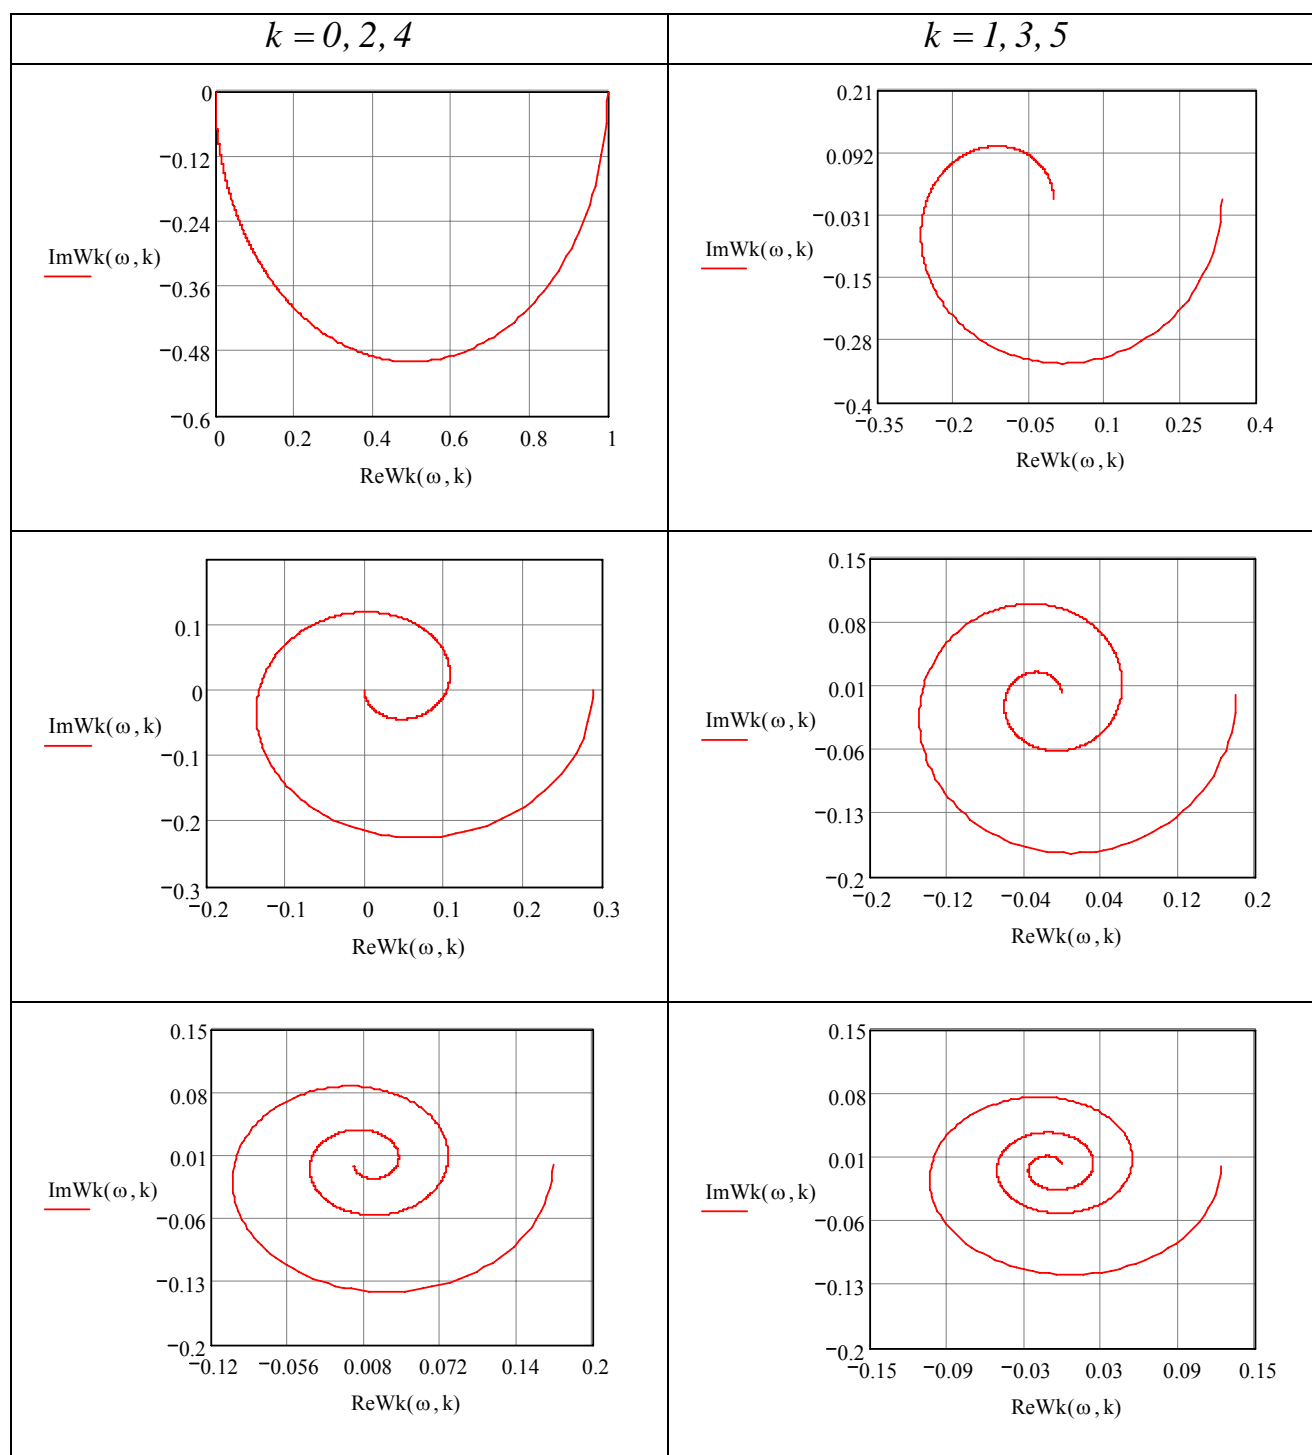 k = 0, 2, 4
k = 1, 3, 5
0
−0.12
−0.24
−0.36
−0.48
−0.6
ImWk(ω, k)
0 0.2 0.4 0.6 0.8 1
ReWk(ω, k)
0.21
0.092
−0.031
−0.15
−0.28
−0.4
ImWk(ω, k)
−0.35 −0.2 −0.05 0.1 0.25 0.4
ReWk(ω, k)
0.1
0
−0.1
−0.2
−0.3
ImWk(ω, k)
−0.2 −0.1 0 0.1 0.2 0.3
ReWk(ω, k)
0.15
0.08
0.01
−0.06
−0.13
−0.2
ImWk(ω, k)
−0.2 −0.12 −0.04 0.04 0.12 0.2
ReWk(ω, k)
0.15
0.08
0.01
−0.06
−0.13
−0.2
ImWk(ω, k)
−0.12 −0.056 0.008 0.072 0.14 0.2
ReWk(ω, k)
0.15
0.08
0.01
−0.06
−0.13
−0.2
ImWk(ω, k)
−0.15 −0.09 −0.03 0.03 0.09 0.15
ReWk(ω, k)